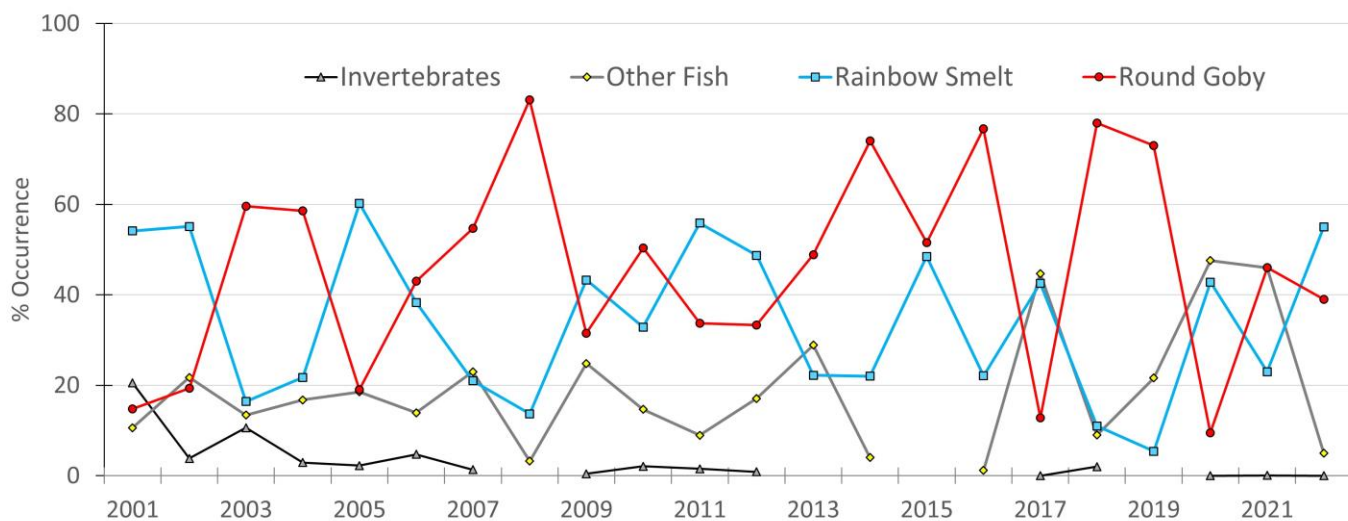 100
Invertebrates Other Fish Rainbow Smelt Round Goby
80
60
40
20
0
% Occurrence
2001 2003 2005 2007 2009 2011 2013 2015 2017 2019 2021